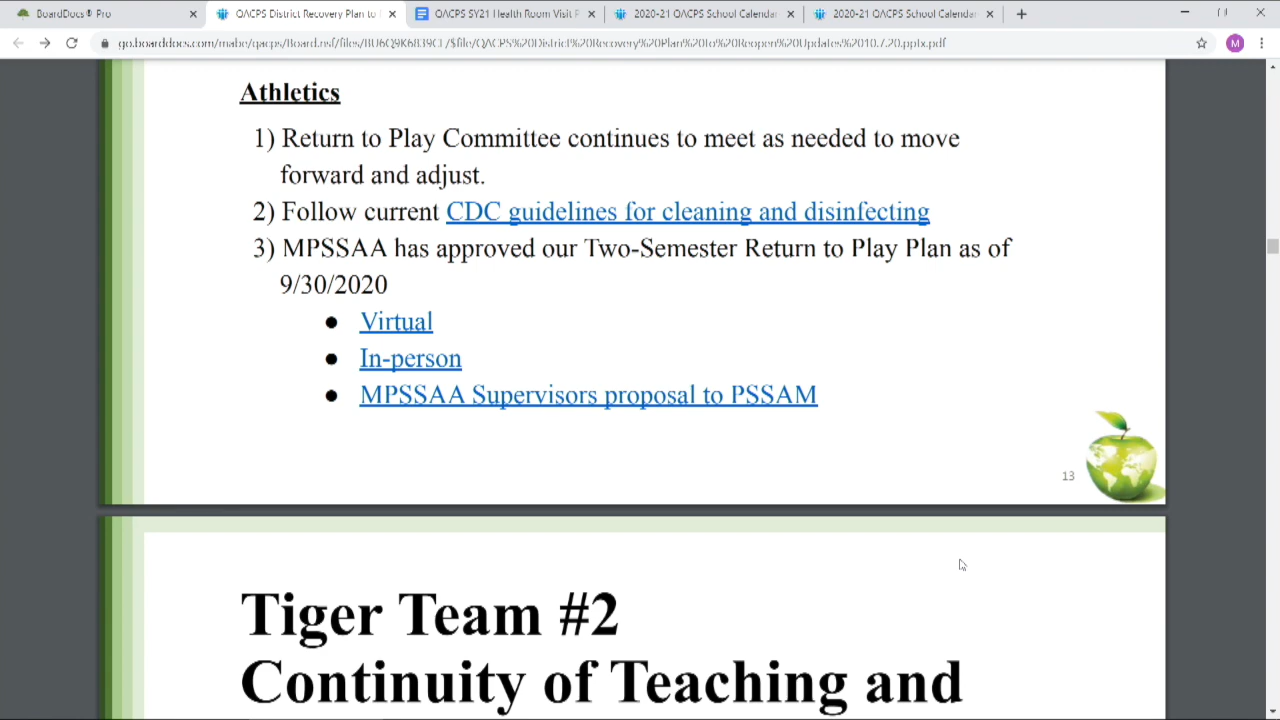 BoardDocs® Pro
QACPS District Recovery Plan to
QACPS SY21 Health Room Visit
2020-21 QACPS School Calendar
2020-21 QACPS School Calendar
Athletics
1) Return to Play Committee continues to meet as needed to move
forward and adjust.
2) Follow current CDC guidelines for cleaning and disinfecting
3) MPSSAA has approved our Two-Semester Return to Play Plan as of
9/30/2020
● Virtual
● In-person
● MPSSAA Supervisors proposal to PSSAM
13
Tiger Team #2
Continuity of Teaching and
M